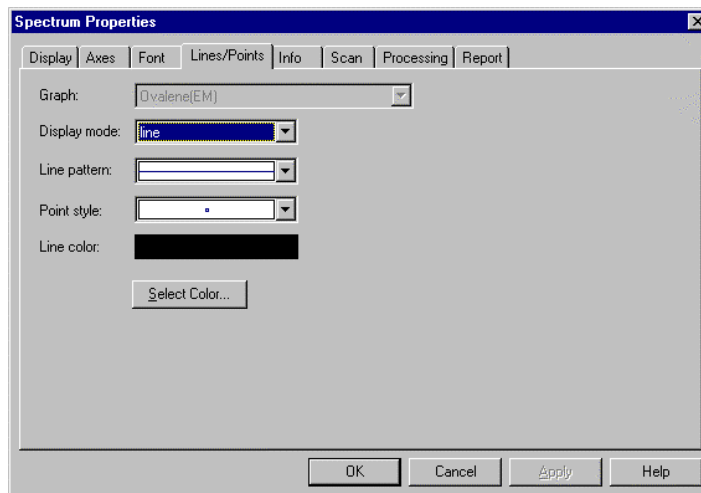 Spectrum Properties
Display Axes Font Lines/Points Info Scan Processing Report
Graph: Ovalene(EM)
Display mode: line
Line pattern:
Point style:
Line color:
Select Color...
OK Cancel Apply Help